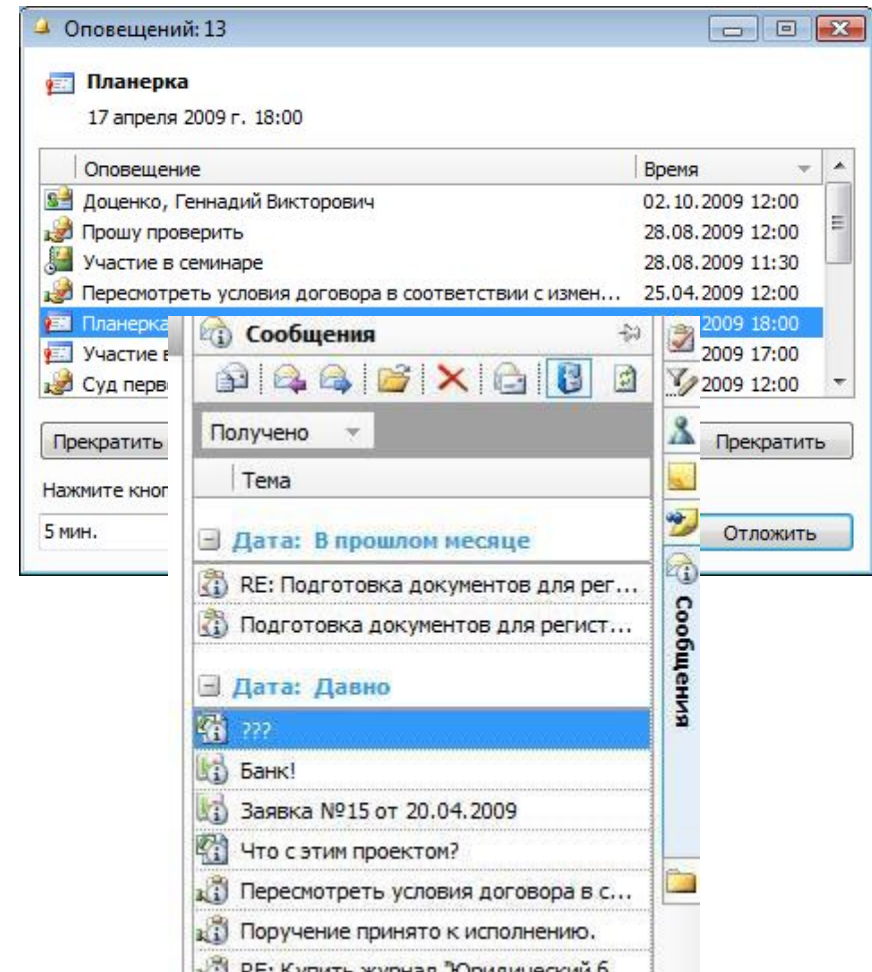 Оповещений: 13
Планерка
17 апреля 2009 г. 18:00
Оповещение Время
Доценко, Геннадий Викторович 02.10.2009 12:00
Прошу проверить 28.08.2009 12:00
Участие в семинаре 28.08.2009 11:30
Пересмотреть условия договора в соответствии с измен... 25.04.2009 12:00
Планерка 2009 18:00
Участие в 2009 17:00
Суд перв 2009 12:00
Прекратить Прекратить
Нажмите кноп
5 мин. Отложить
Сообщения
Получено
Тема
Дата: В прошлом месяце
RE: Подготовка документов для рег...
Подготовка документов для регист...
Дата: Давно
???
Банк!
Заявка №15 от 20.04.2009
Что с этим проектом?
Пересмотреть условия договора в с...
Поручение принято к исполнению.
RE: Купить журнал "Юридический б
Сообщения